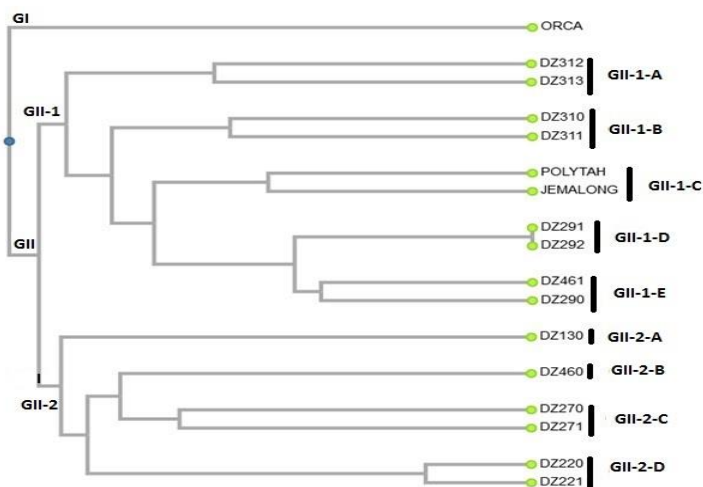 GI
ORCA
DZ312
DZ313
GII-1-A
GII-1
DZ310
DZ311
GII-1-B
POLYTAH
JEMALONG
GII-1-C
DZ291
DZ292
GII-1-D
GII
DZ461
DZ290
GII-1-E
DZ130
GII-2-A
DZ460
GII-2-B
GII-2
DZ270
DZ271
GII-2-C
DZ220
DZ221
GII-2-D